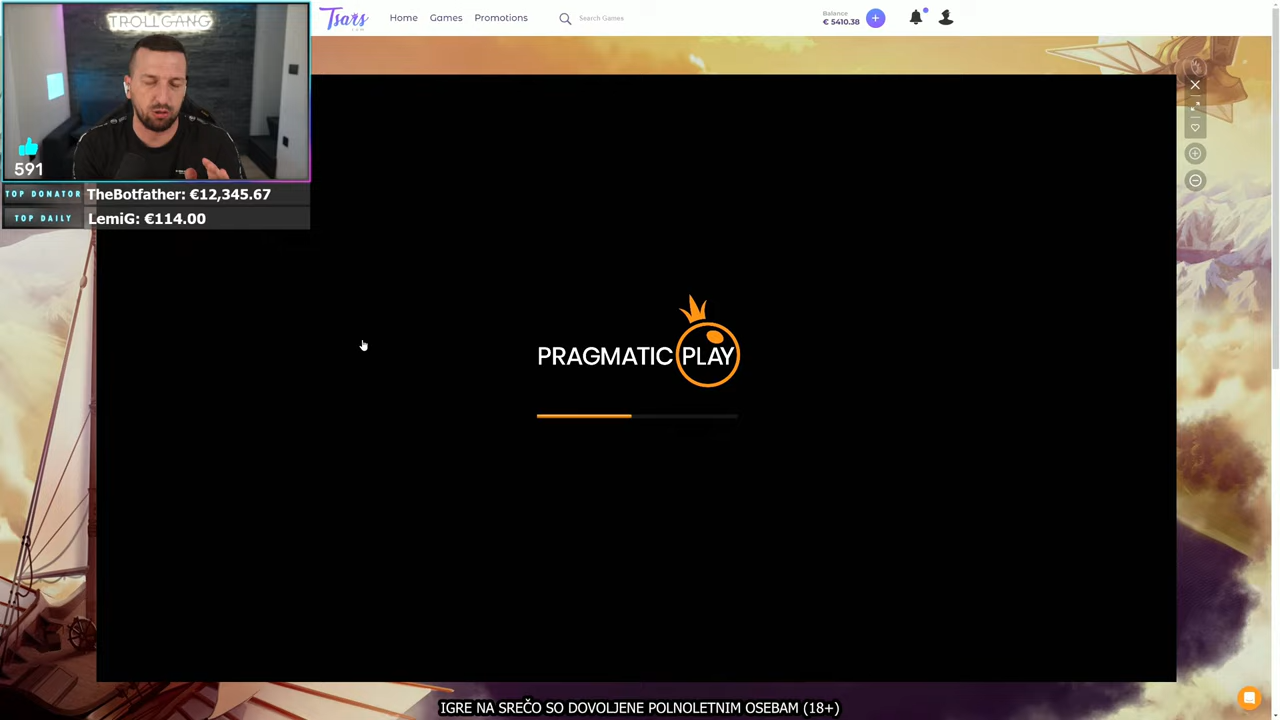 TROLLGANG
591
TOP DONATOR TheBotfather: €12,345.67
TOP DAILY LemiG: €114.00
Tsars
.com
Home Games Promotions Search Games
Balance
€ 5410.38
PRAGMATIC PLAY
IGRE NA SREČO SO DOVOLJENE POLNOLETNIM OSEBAM (18+)